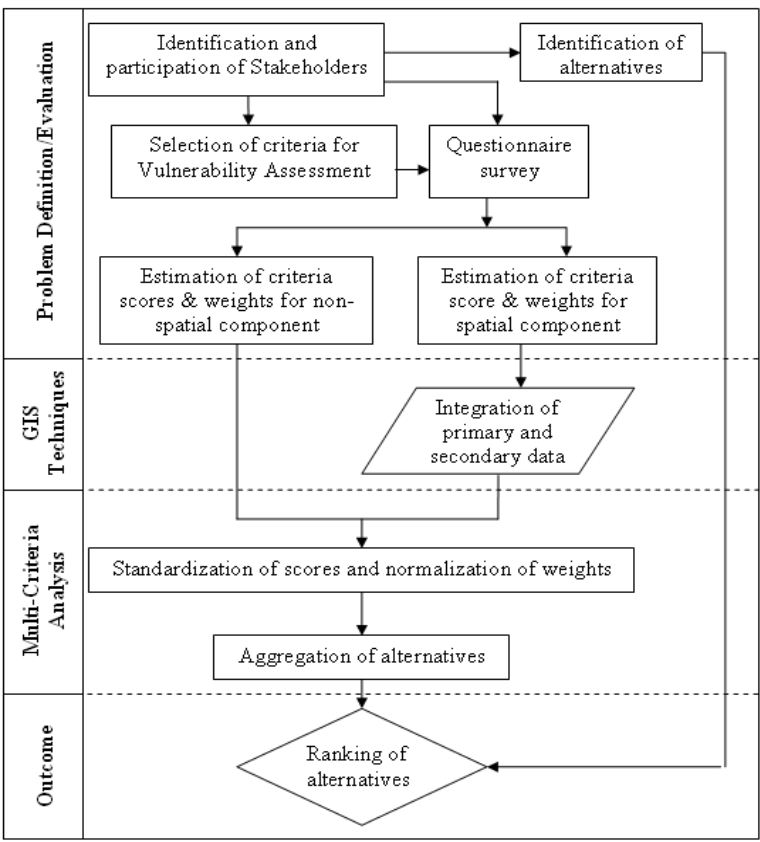 Problem Definition/Evaluation
Identification and
participation of Stakeholders
Identification of
alternatives
Selection of criteria for
Vulnerability Assessment
Questionnaire
survey
Estimation of criteria
scores & weights for non-
spatial component
Estimation of criteria
score & weights for
spatial component
GIS
Techniques
Integration of
primary and
secondary data
Multi-Criteria
Analysis
Standardization of scores and normalization of weights
Aggregation of alternatives
Outcome
Ranking of
alternatives